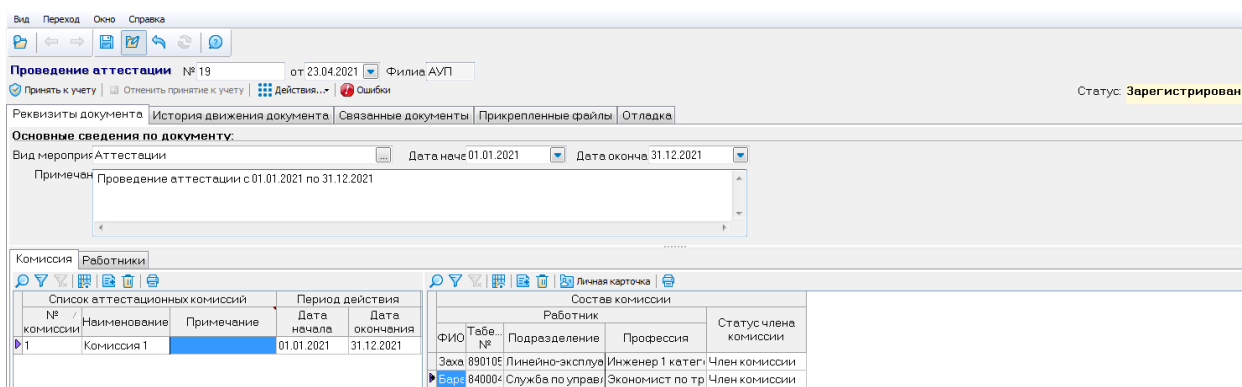 Вид Переход Окно Справка
Проведение аттестации № 19 от 23.04.2021 Филиа АУП
Принять к учету Отменить принятие к учету Действия... Ошибки Статус: Зарегистрирован
Реквизиты документа История движения документа Связанные документы Прикрепленные файлы Отладка
Основные сведения по документу:
Вид меропри Аттестации ... Дата нача 01.01.2021 Дата оконча 31.12.2021
Примечан Проведение аттестации с 01.01.2021 по 31.12.2021
Комиссия Работники
Личная карточка
Список аттестационных комиссий Период действия Состав комиссии
№ комиссии Наименование Примечание Дата начала Дата окончания Работник Статус члена комиссии
ФИО Табе... № Подразделение Профессия
1 Комиссия 1 01.01.2021 31.12.2021
Заха 890105 Линейно-эксплуа Инженер 1 катег Член комиссии
Баре 840004 Служба по управл Экономист по тр Член комиссии